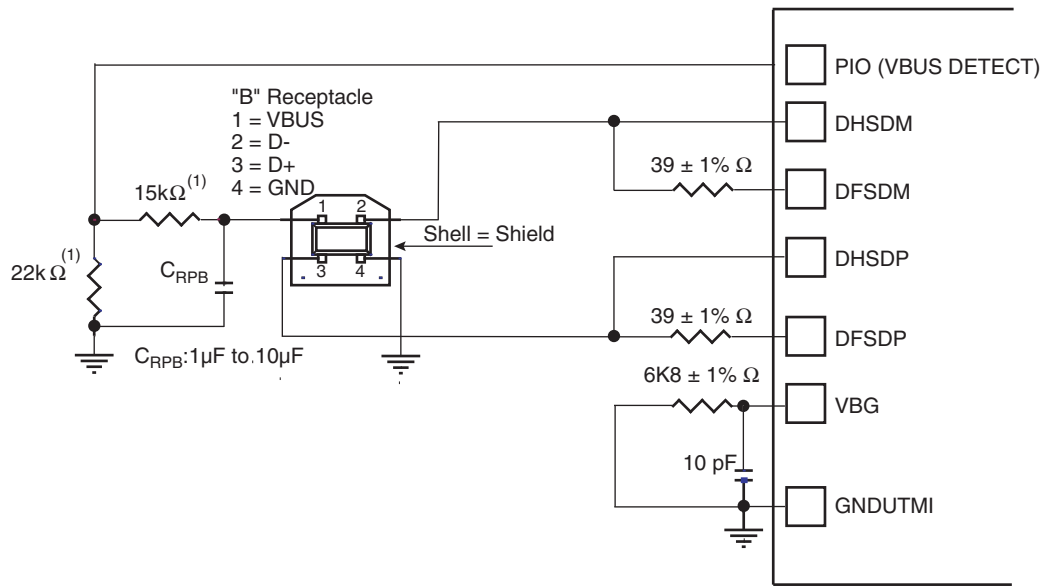 PIO (VBUS DETECT)
"B" Receptacle
1 = VBUS
2 = D-
3 = D+
4 = GND
DHSDM
39 ± 1% Ω
DFSDM
15kΩ(1)
1
2
3
4
Shell = Shield
DHSDP
22k Ω(1)
CRPB
39 ± 1% Ω
DFSDP
CRPB:1µF to 10µF
6K8 ± 1% Ω
VBG
10 pF
GNDUTMI